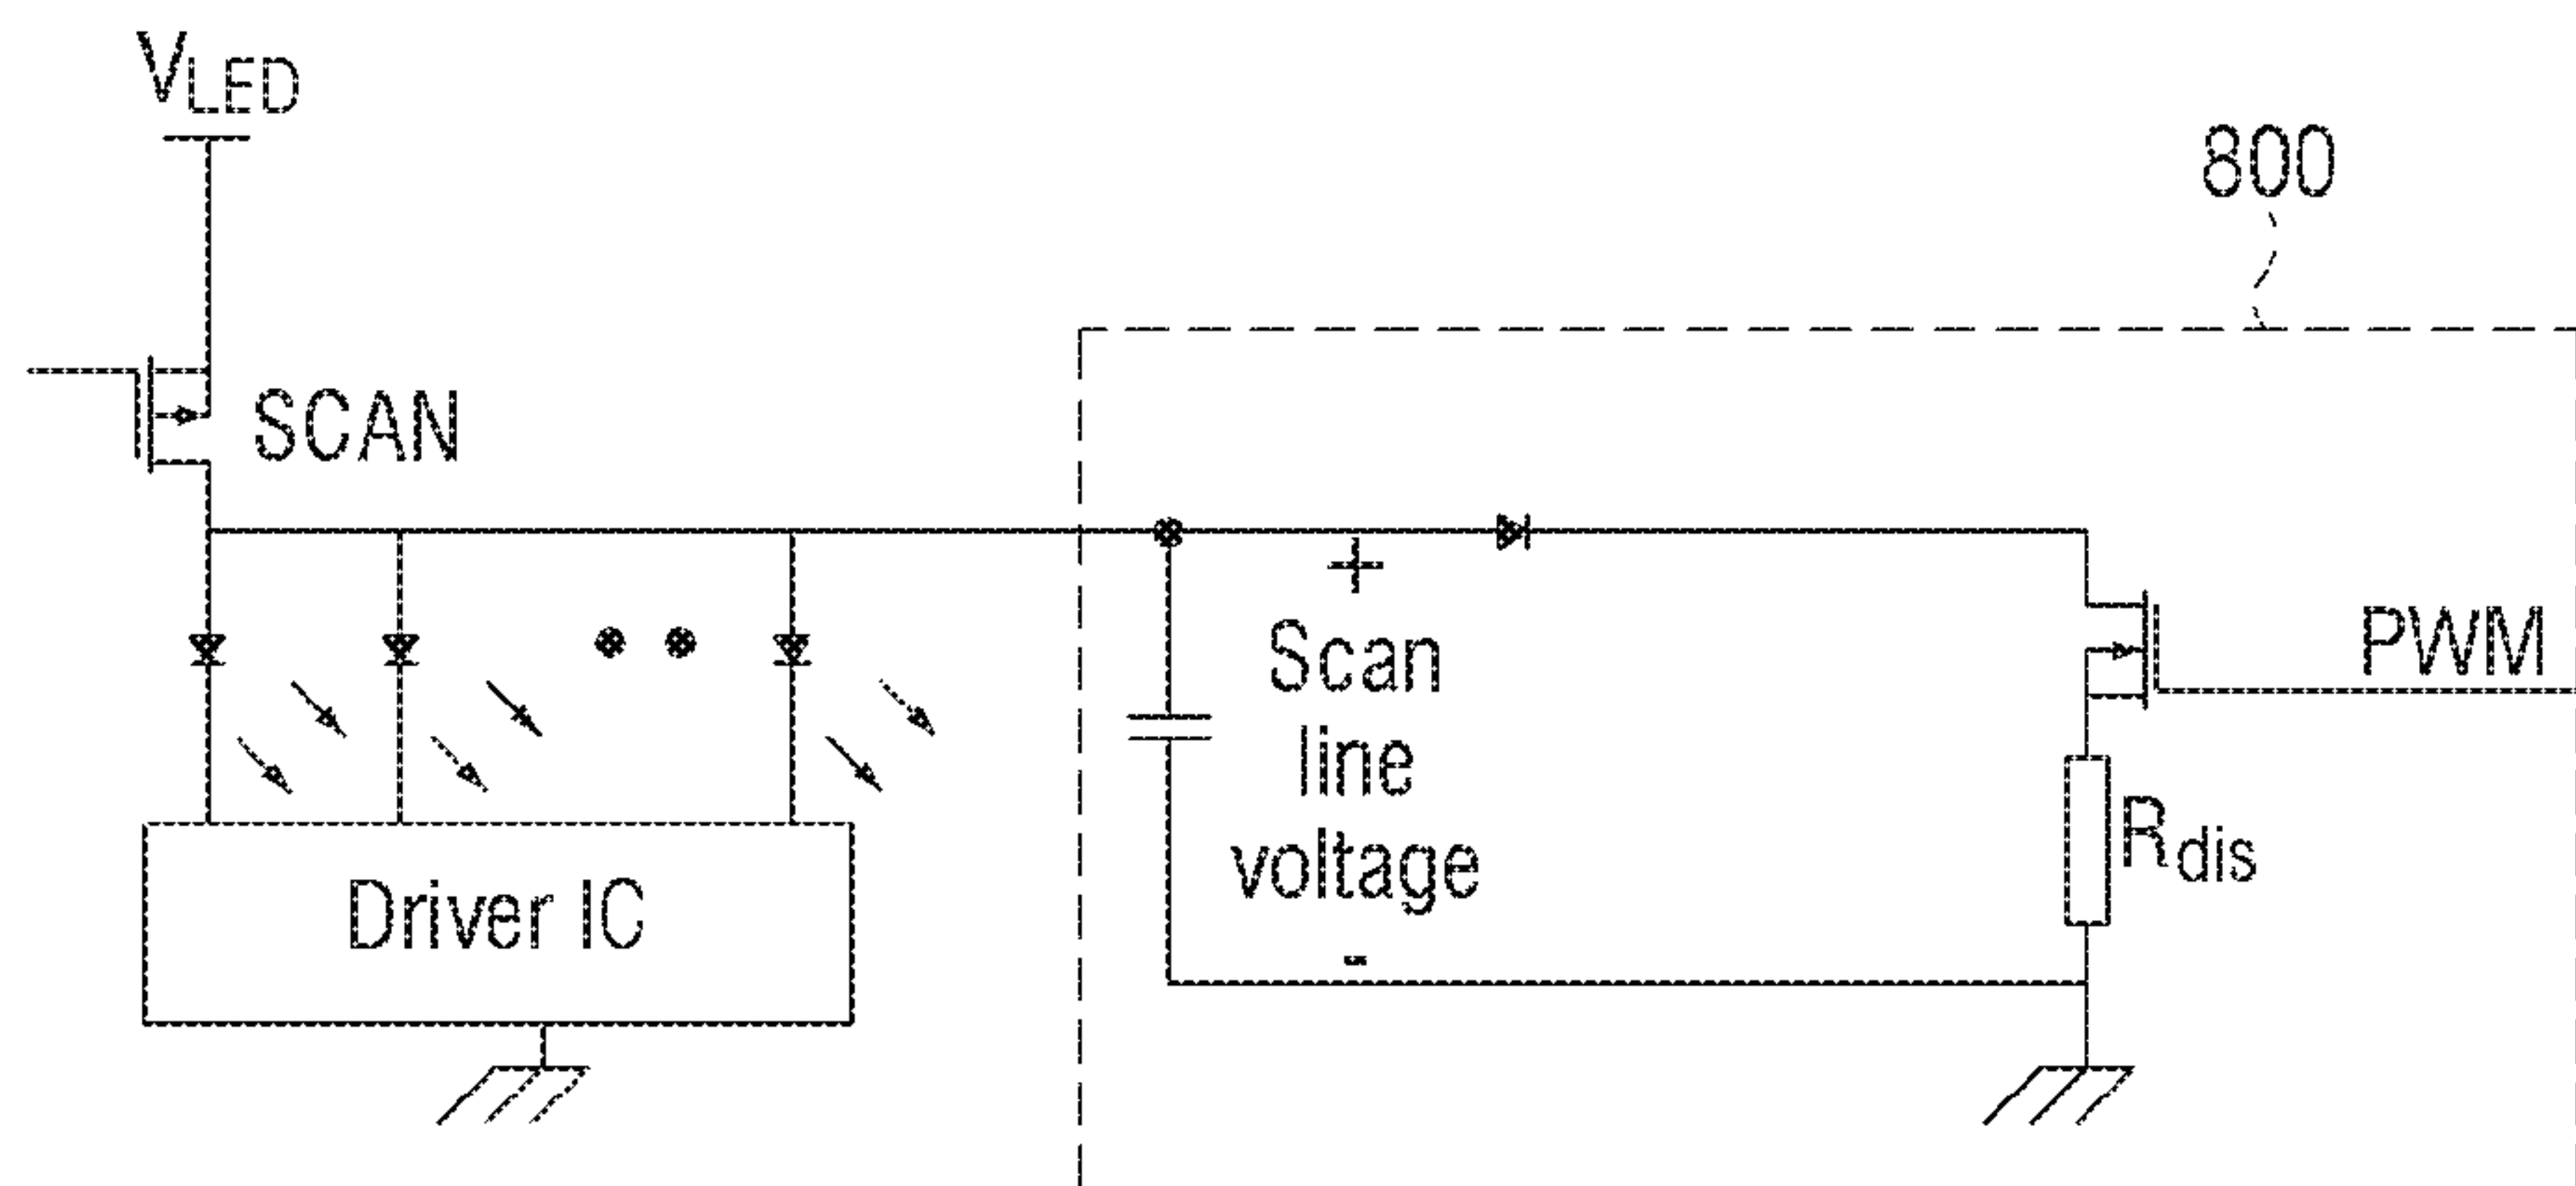 VLED
800
SCAN
+
Scan
line
voltage
-
PWM
Rdis
Driver IC